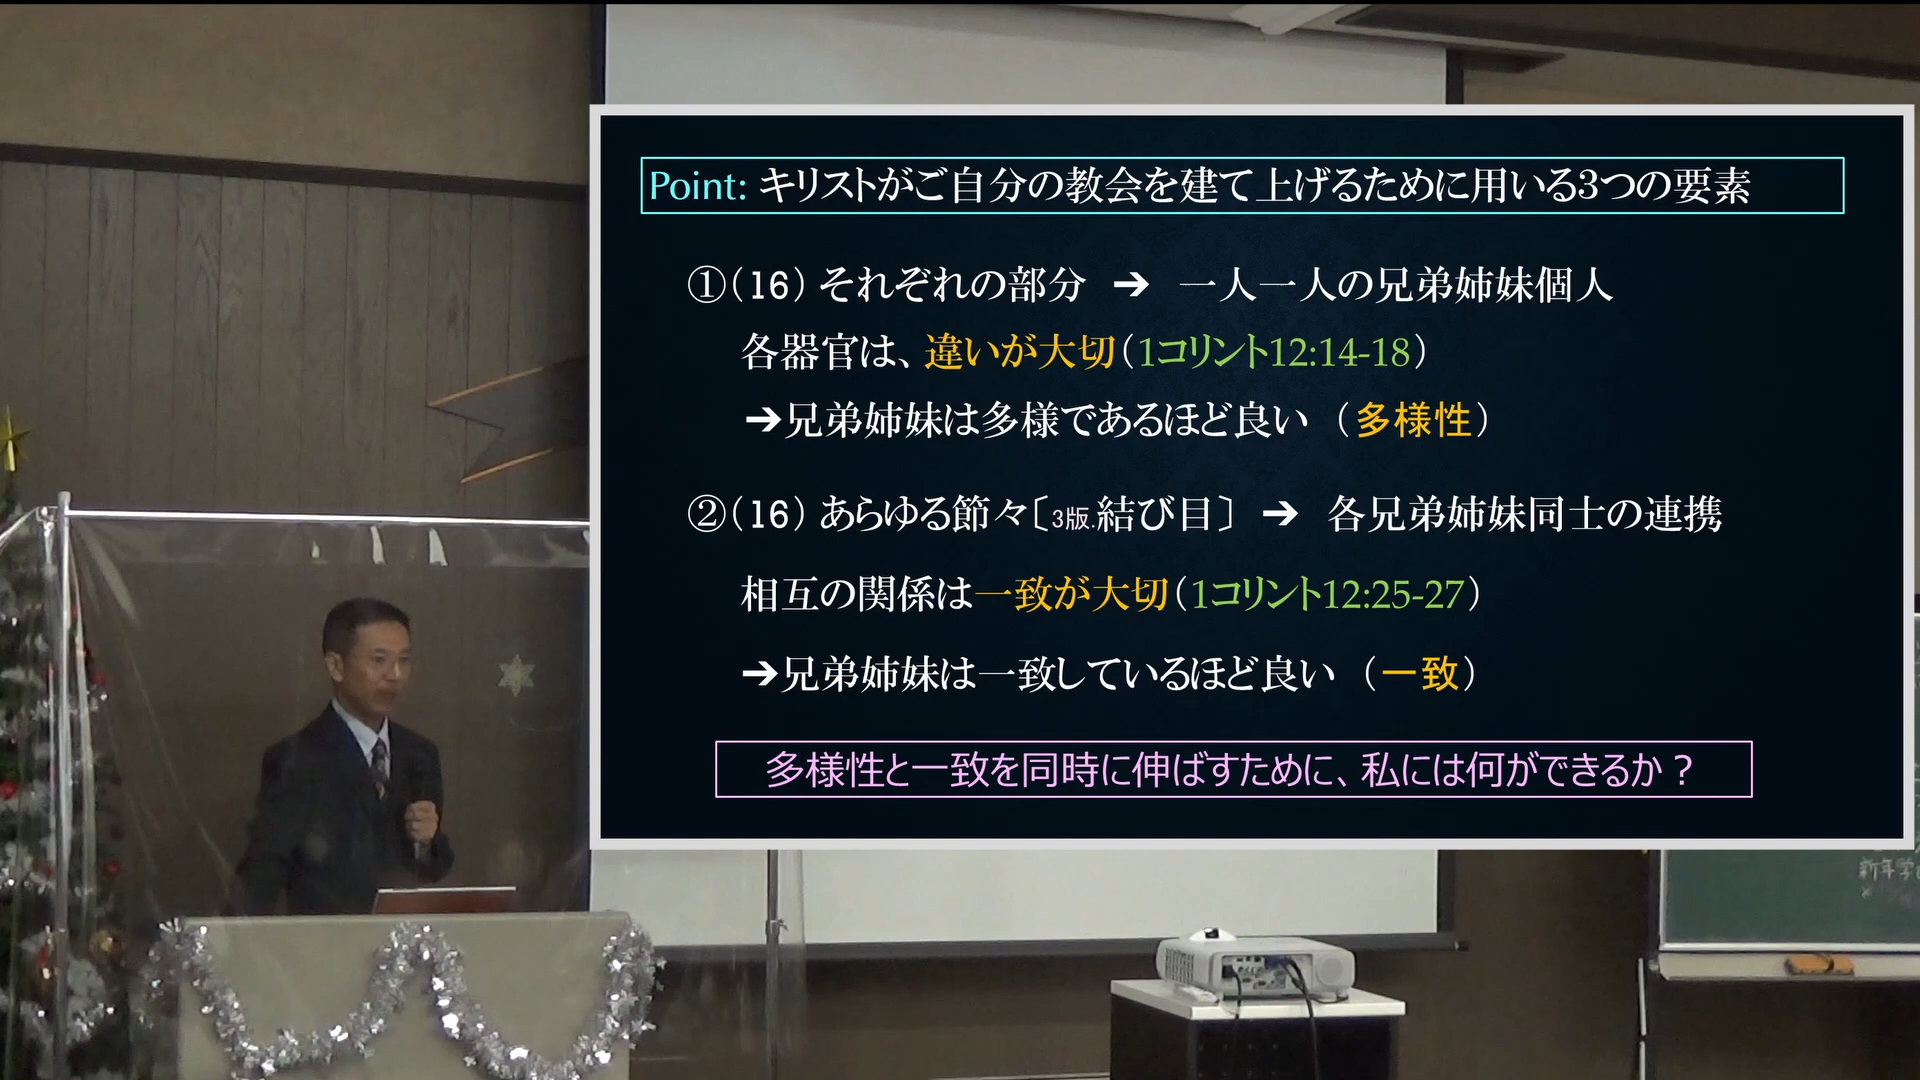 Point: キリストがご自分の教会を建て上げるために用いる3つの要素
①(16) それぞれの部分 ➔ 一人一人の兄弟姉妹個人
各器官は、違いが大切(1コリント12:14-18)
➔兄弟姉妹は多様であるほど良い (多様性)
②(16) あらゆる節々〔3版.結び目〕 ➔ 各兄弟姉妹同士の連携
相互の関係は一致が大切(1コリント12:25-27)
➔兄弟姉妹は一致しているほど良い (一致)
多様性と一致を同時に伸ばすために、私には何ができるか？
新年学